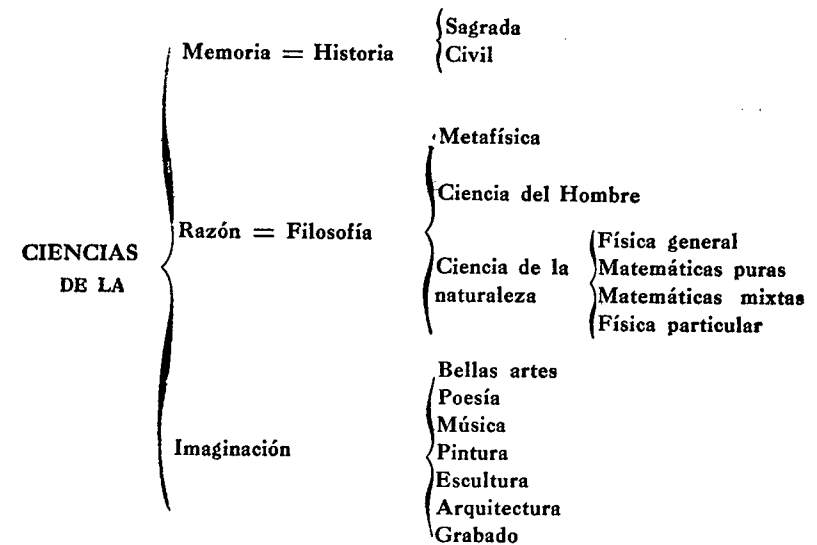 CIENCIAS
DE LA
Memoria = Historia
Sagrada
Civil
Razón = Filosofía
Metafísica
Ciencia del Hombre
Ciencia de la
naturaleza
Física general
Matemáticas puras
Matemáticas mixtas
Física particular
Imaginación
Bellas artes
Poesía
Música
Pintura
Escultura
Arquitectura
Grabado